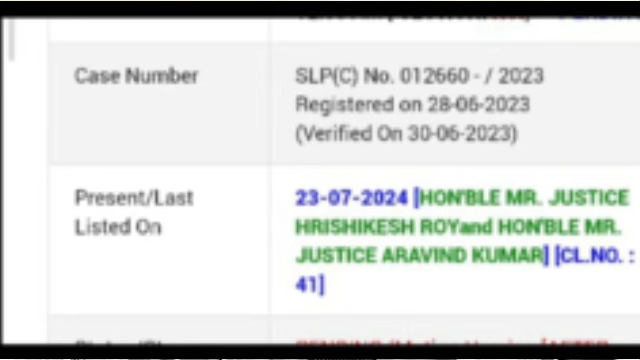 Case Number
SLP(C) No. 012660 - / 2023
Registered on 28-06-2023
(Verified On 30-06-2023)
Present/Last
Listed On
23-07-2024 [HON'BLE MR. JUSTICE
HRISHIKESH ROYand HON'BLE MR.
JUSTICE ARAVIND KUMAR] [CL.NO. :
41]